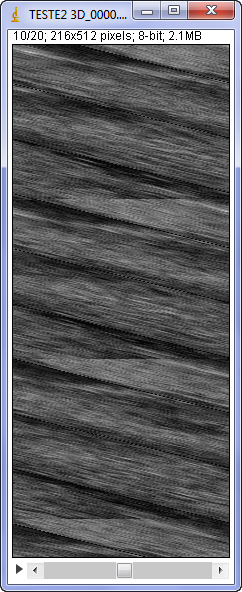 TESTE2 3D_0000....
10/20; 216x512 pixels; 8-bit; 2.1MB